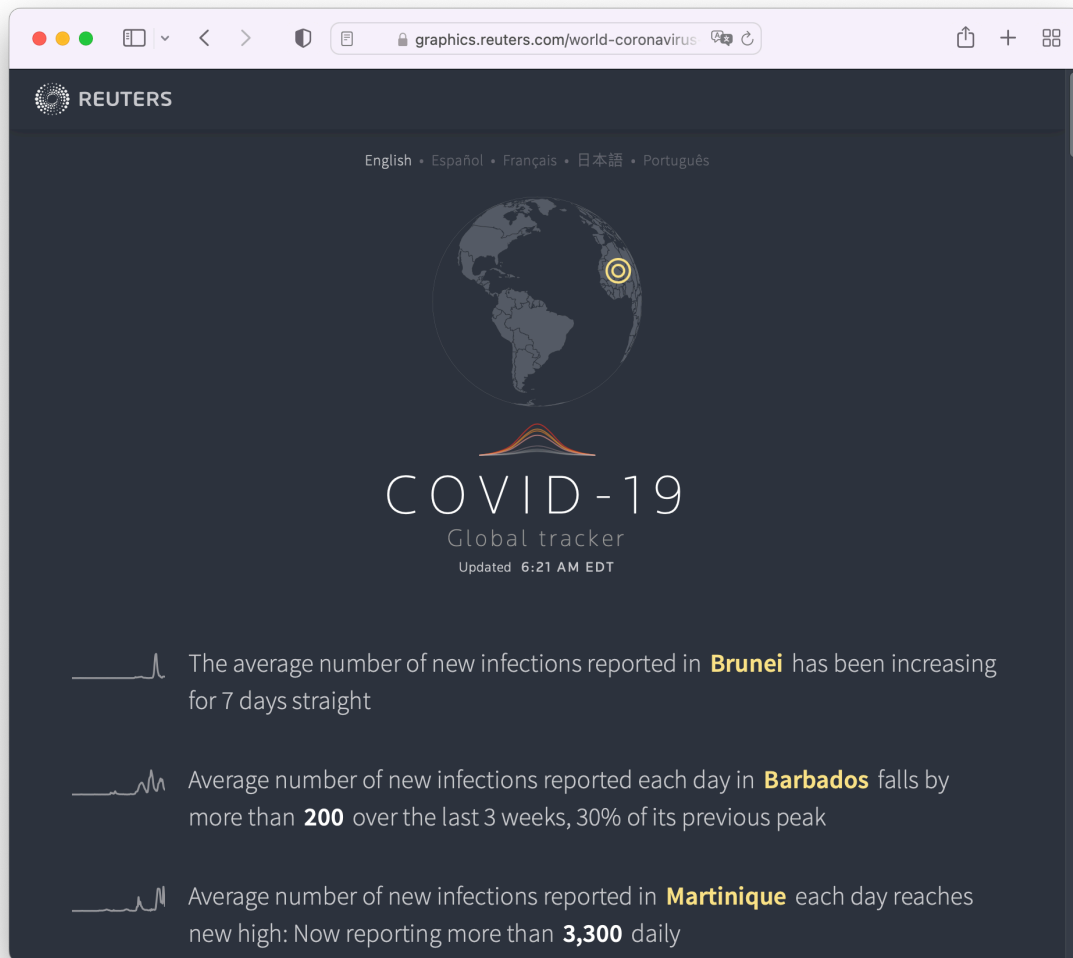 graphics.reuters.com/world-coronavirus
REUTERS
English • Español • Français • 日本語 • Português
COVID-19
Global tracker
Updated 6:21 AM EDT
The average number of new infections reported in Brunei has been increasing
for 7 days straight
Average number of new infections reported each day in Barbados falls by
more than 200 over the last 3 weeks, 30% of its previous peak
Average number of new infections reported in Martinique each day reaches
new high: Now reporting more than 3,300 daily